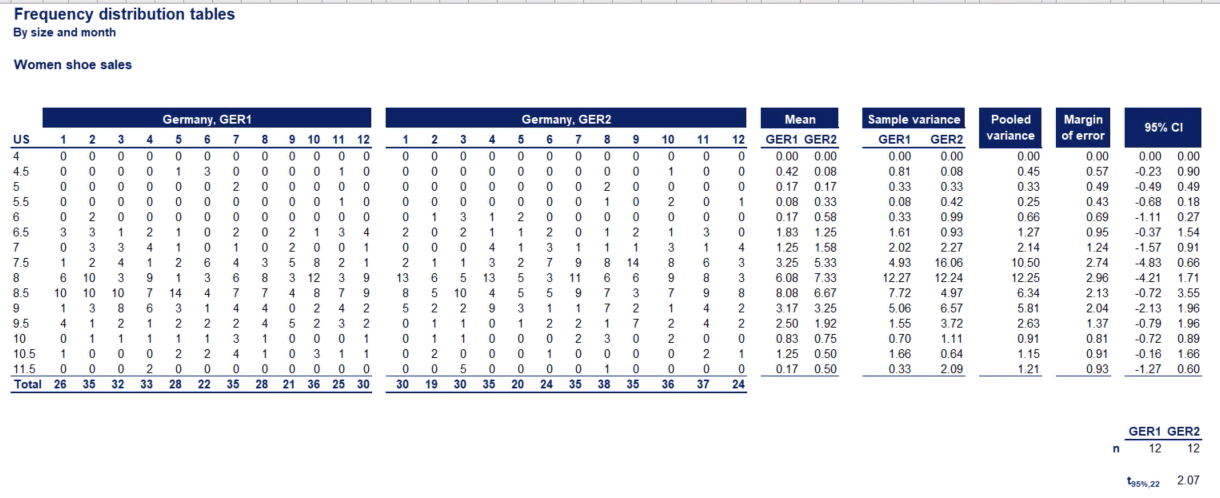 Frequency distribution tables
By size and month
Women shoe sales
Germany, GER1 Germany, GER2 Mean Sample variance Pooled variance Margin of error 95% CI
US 1 2 3 4 5 6 7 8 9 10 11 12 1 2 3 4 5 6 7 8 9 10 11 12 GER1 GER2 GER1 GER2
4 0 0 0 0 0 0 0 0 0 0 0 0 0 0 0 0 0 0 0 0 0 0 0 0 0.00 0.00 0.00 0.00 0.00 0.00 0.00 0.00
4.5 0 0 0 0 1 3 0 0 0 0 1 0 0 0 0 0 0 0 0 0 0 1 0 0 0.42 0.08 0.81 0.08 0.45 0.57 -0.23 0.90
5 0 0 0 0 0 0 2 0 0 0 0 0 0 0 0 0 0 0 0 2 0 0 0 0 0.17 0.17 0.33 0.33 0.33 0.49 -0.49 0.49
5.5 0 0 0 0 0 0 0 0 0 0 1 0 0 0 0 0 0 0 0 1 0 2 0 1 0.08 0.33 0.08 0.42 0.25 0.43 -0.68 0.18
6 0 2 0 0 0 0 0 0 0 0 0 0 0 1 3 1 2 0 0 0 0 0 0 0 0.17 0.58 0.33 0.99 0.66 0.69 -1.11 0.27
6.5 3 3 1 2 1 0 2 0 2 1 3 4 2 0 2 1 1 2 0 1 2 1 3 0 1.83 1.25 1.61 0.93 1.27 0.95 -0.37 1.54
7 0 3 3 4 1 0 1 0 2 0 0 1 0 0 0 4 1 3 1 1 1 3 1 4 1.25 1.58 2.02 2.27 2.14 1.24 -1.57 0.91
7.5 1 2 4 1 2 6 4 3 5 8 2 1 2 1 1 3 2 7 9 8 14 8 6 3 3.25 5.33 4.93 16.06 10.50 2.74 -4.83 0.66
8 6 10 3 9 1 3 6 8 3 12 3 9 13 6 5 13 5 3 11 6 6 9 8 3 6.08 7.33 12.27 12.24 12.25 2.96 -4.21 1.71
8.5 10 10 10 7 14 4 7 7 4 8 7 9 8 5 10 4 5 5 9 7 3 7 9 8 8.08 6.67 7.72 4.97 6.34 2.13 -0.72 3.55
9 1 3 8 6 3 1 4 4 0 2 4 2 5 2 2 9 3 1 1 7 2 1 4 2 3.17 3.25 5.06 6.57 5.81 2.04 -2.13 1.96
9.5 4 1 2 1 2 2 2 4 5 2 3 2 0 1 1 0 1 2 2 1 7 2 4 2 2.50 1.92 1.55 3.72 2.63 1.37 -0.79 1.96
10 0 1 1 1 1 1 3 1 0 0 1 0 0 1 1 0 0 0 2 3 0 2 0 0 0.83 0.75 0.70 1.11 0.91 0.81 -0.72 0.89
10.5 1 0 0 0 2 2 4 1 0 3 1 1 0 2 0 0 0 1 0 0 0 0 2 1 1.25 0.50 1.66 0.64 1.15 0.91 -0.16 1.66
11.5 0 0 0 2 0 0 0 0 0 0 0 0 0 0 5 0 0 0 0 1 0 0 0 0 0.17 0.50 0.33 2.09 1.21 0.93 -1.27 0.60
Total 26 35 32 33 28 22 35 28 21 36 25 30 30 19 30 35 20 24 35 38 35 36 37 24
GER1 GER2
n 12 12
t95%,22 2.07